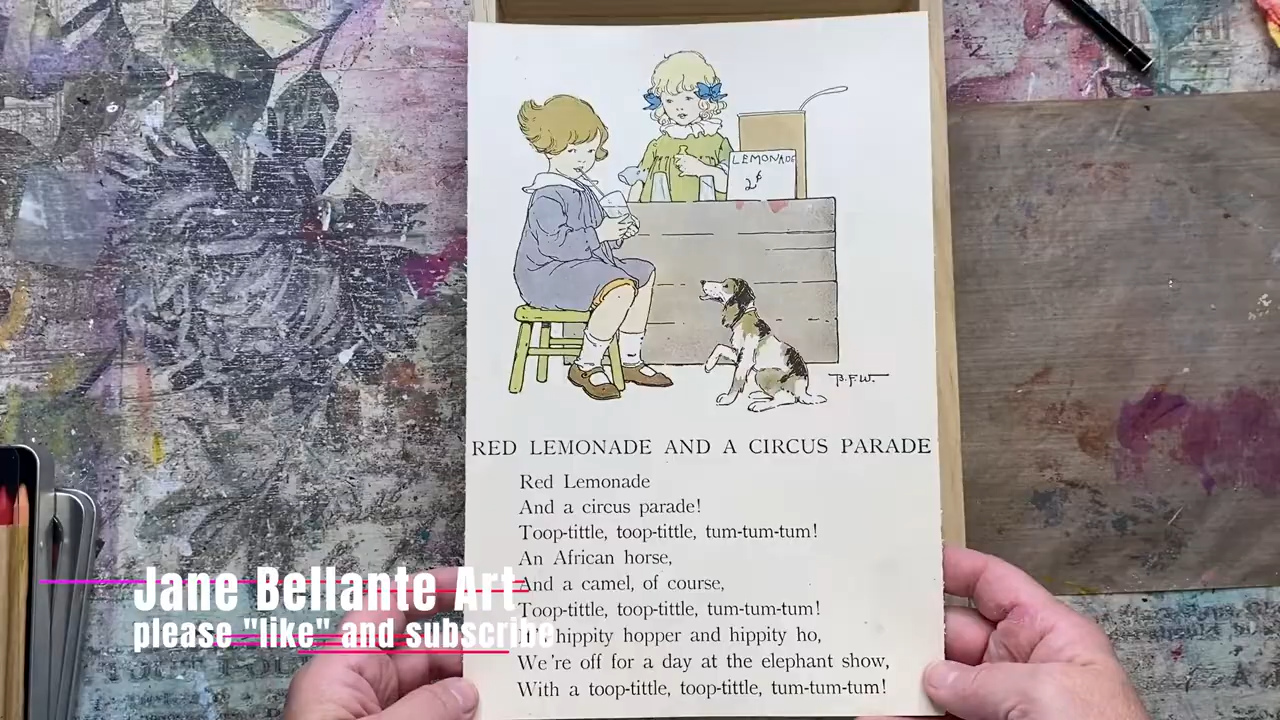 LEMONADE
2¢
B.F.W.
RED LEMONADE AND A CIRCUS PARADE
Red Lemonade
And a circus parade!
Toop-tittle, toop-tittle, tum-tum-tum!
An African horse,
And a camel, of course,
Toop-tittle, toop-tittle, tum-tum-tum!
hippity hopper and hippity ho,
We're off for a day at the elephant show,
With a toop-tittle, toop-tittle, tum-tum-tum!
Jane Bellante Art
please "like" and subscribe